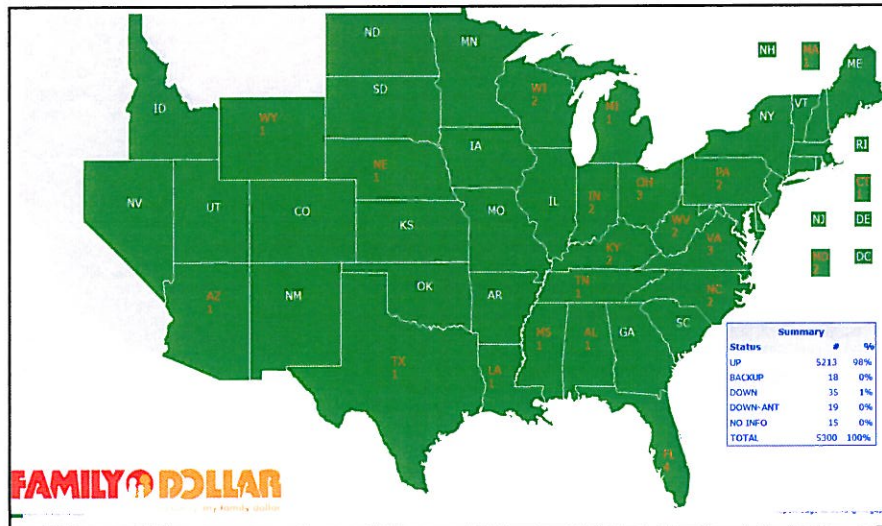 ND
MN
NH
MA
1
ME
ID
SD
WI
2
MI
1
NY
VT
WY
1
IA
RI
NE
1
NV
UT
CO
IL
IN
2
OH
3
PA
2
CT
1
KS
MO
WV
2
VA
3
NJ
DE
KY
2
MD
2
DC
AZ
1
NM
OK
AR
TN
1
NC
2
TX
1
LA
1
MS
1
AL
1
GA
SC
Summary
Status # %
UP 5213 98%
BACKUP 18 0%
DOWN 35 1%
DOWN-ANT 19 0%
NO INFO 15 0%
TOTAL 5300 100%
FL
4
FAMILY DOLLAR
my family dollar